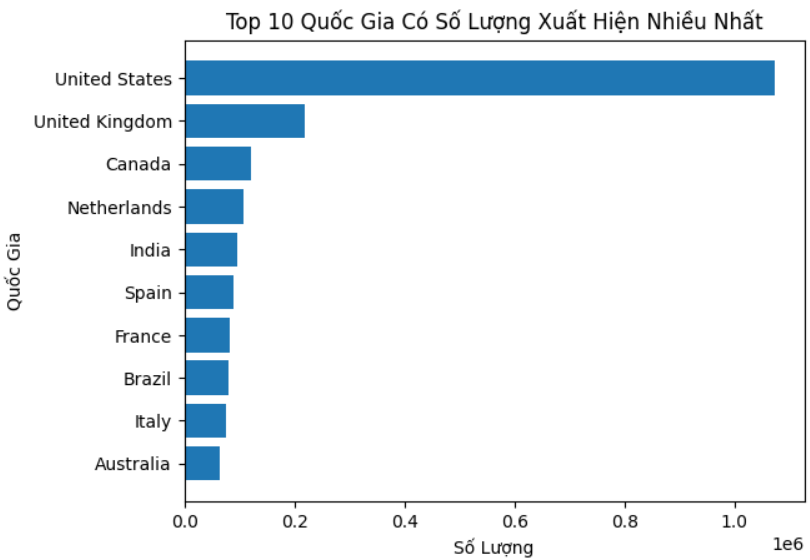 Top 10 Quốc Gia Có Số Lượng Xuất Hiện Nhiều Nhất
Quốc Gia
United States
United Kingdom
Canada
Netherlands
India
Spain
France
Brazil
Italy
Australia
0.0 0.2 0.4 0.6 0.8 1.0
1e6
Số Lượng